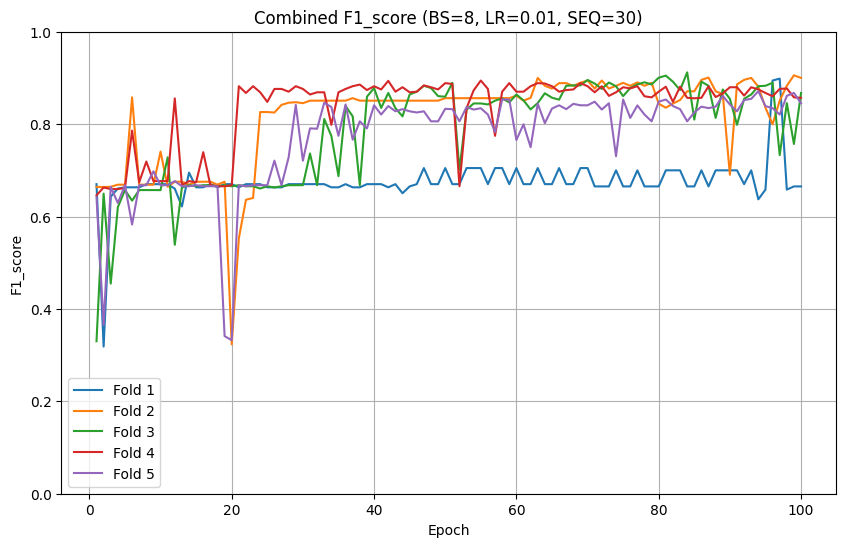 Combined F1_score (BS=8, LR=0.01, SEQ=30)
F1_score
1.0
0.8
0.6
0.4
0.2
0.0
Fold 1
Fold 2
Fold 3
Fold 4
Fold 5
0 20 40 60 80 100
Epoch